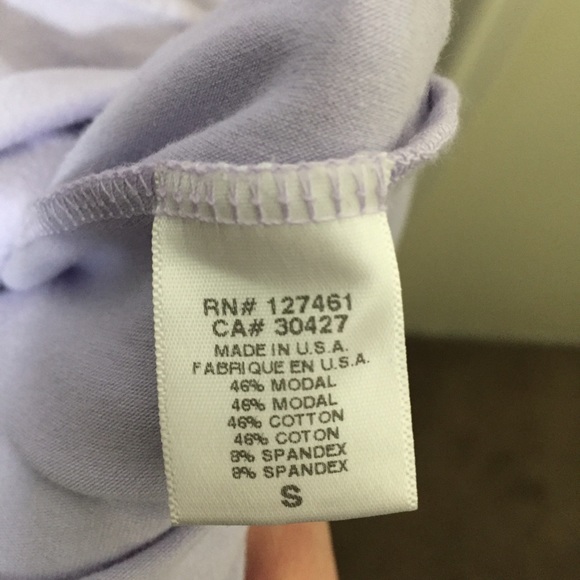 RN# 127461
CA# 30427
MADE IN U.S.A.
FABRIQUE EN U.S.A.
46% MODAL
46% MODAL
46% COTTON
46% COTON
8% SPANDEX
8% SPANDEX
S